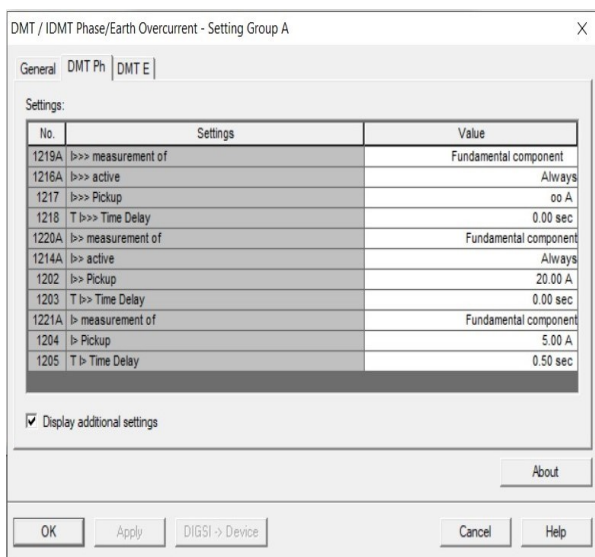 DMT / IDMT Phase/Earth Overcurrent - Setting Group A
General DMT Ph DMT E
Settings:
No. Settings Value
1219A I>>> measurement of Fundamental component
1216A I>>> active Always
1217 I>>> Pickup oo A
1218 T I>>> Time Delay 0.00 sec
1220A I>> measurement of Fundamental component
1214A I>> active Always
1202 I>> Pickup 20.00 A
1203 T I>> Time Delay 0.00 sec
1221A I> measurement of Fundamental component
1204 I> Pickup 5.00 A
1205 T I> Time Delay 0.50 sec
Display additional settings
About
OK Apply DIGSI -> Device Cancel Help